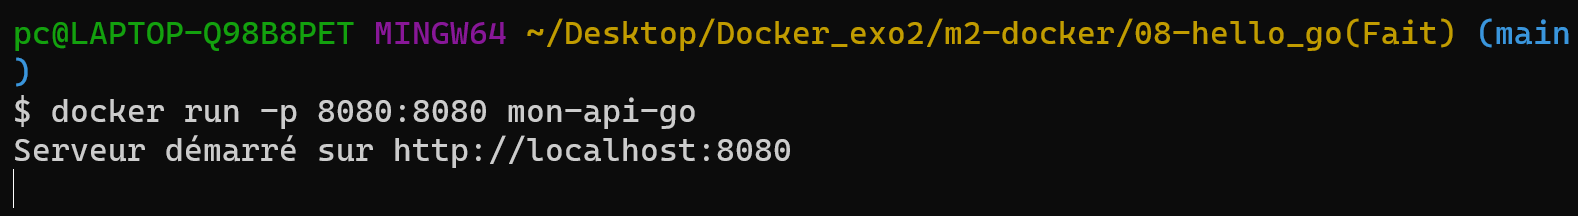 pc@LAPTOP-Q98B8PET MINGW64 ~/Desktop/Docker_exo2/m2-docker/08-hello_go(Fait) (main
)
$ docker run -p 8080:8080 mon-api-go
Serveur démarré sur http://localhost:8080